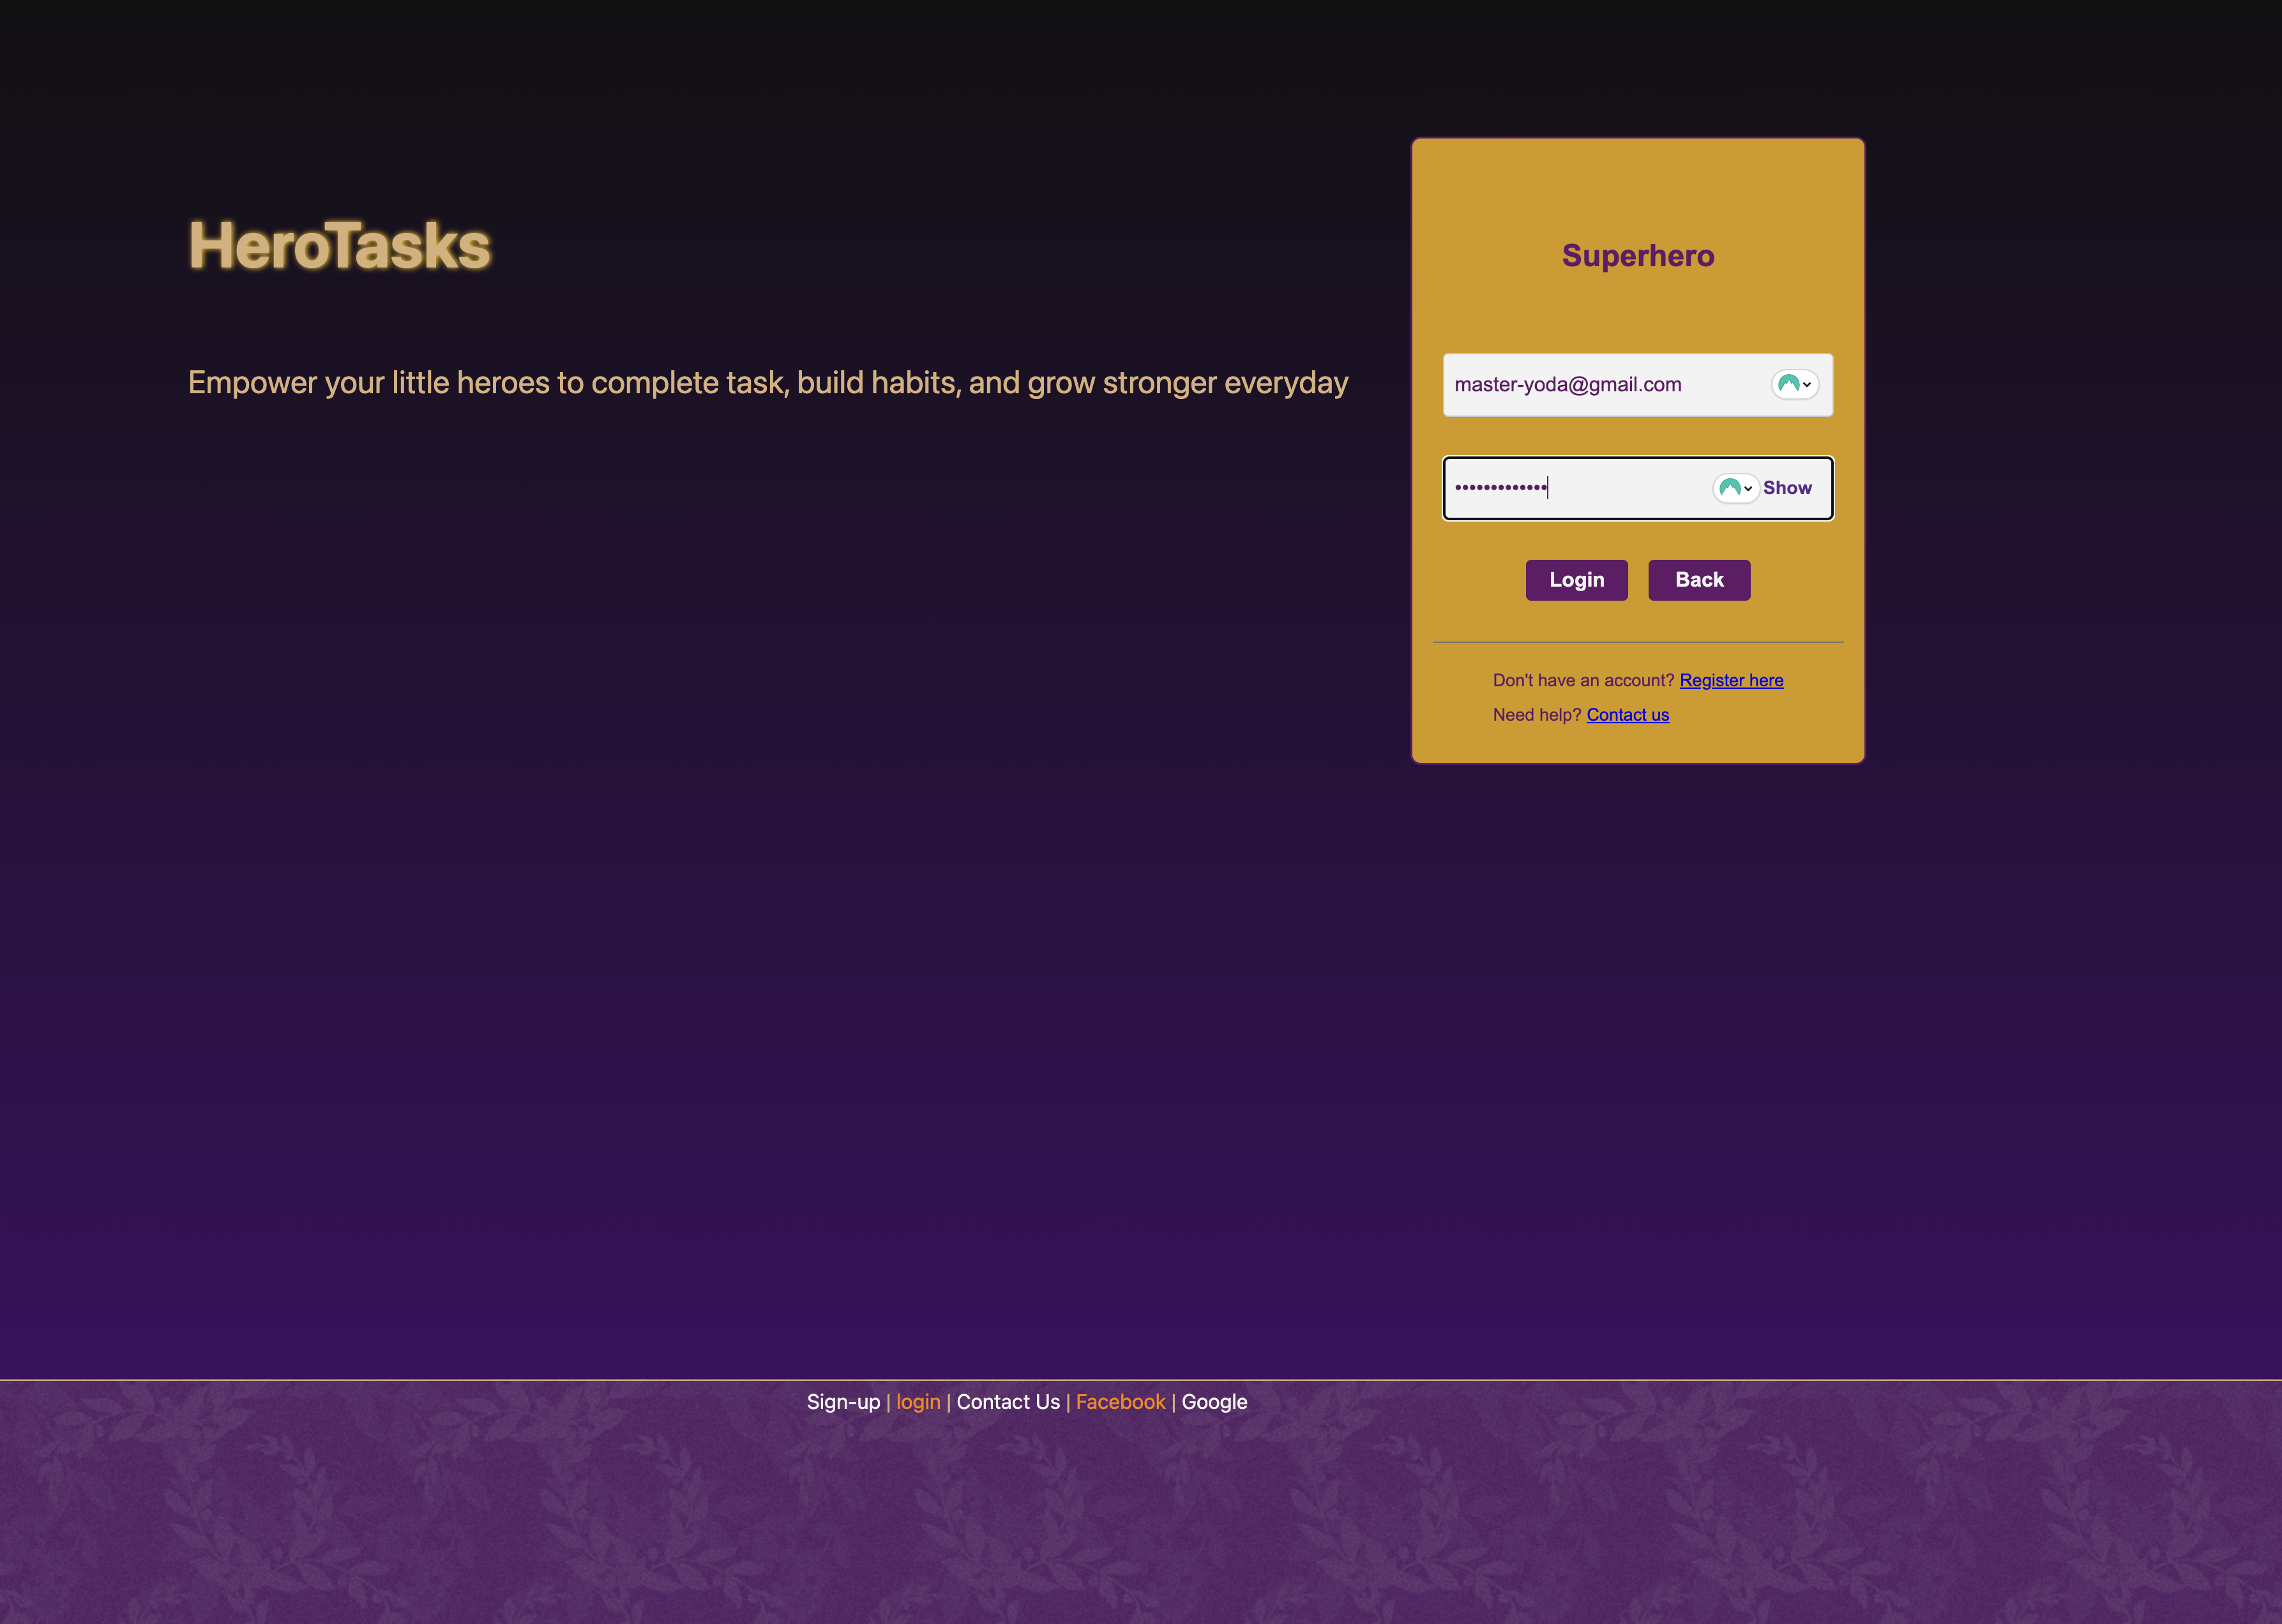 HeroTasks
Empower your little heroes to complete task, build habits, and grow stronger everyday
Superhero
master-yoda@gmail.com
•••••••••••••
Show
Login
Back
Don't have an account? Register here
Need help? Contact us
Sign-up | login | Contact Us | Facebook | Google